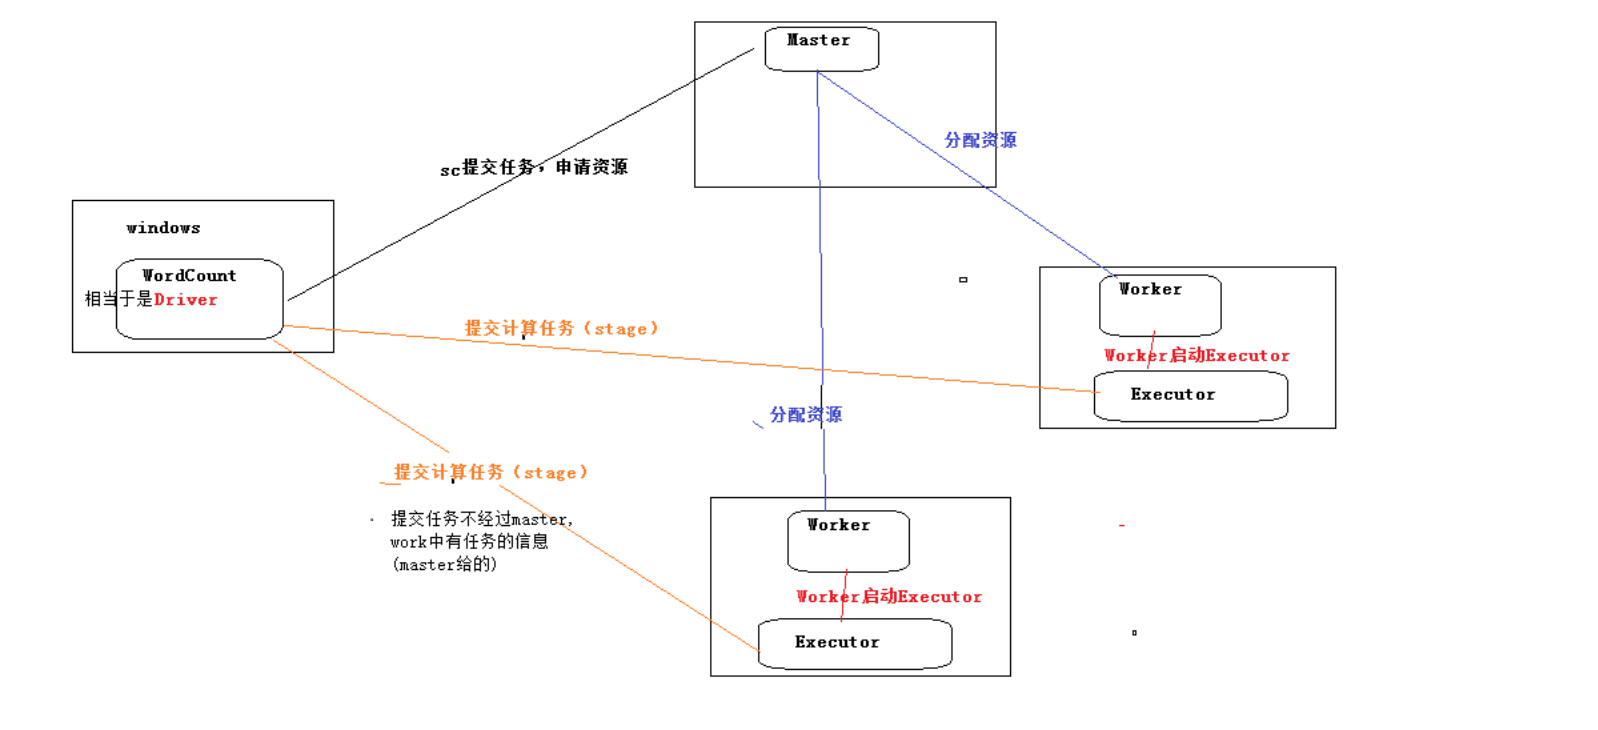 Master
分配资源
sc提交任务，申请资源
windows
WordCount
相当于是Driver
Worker
提交计算任务（stage）
Worker启动Executor
Executor
分配资源
提交计算任务（stage）
提交任务不经过master,
work中有任务的信息
(master给的)
Worker
Worker启动Executor
Executor